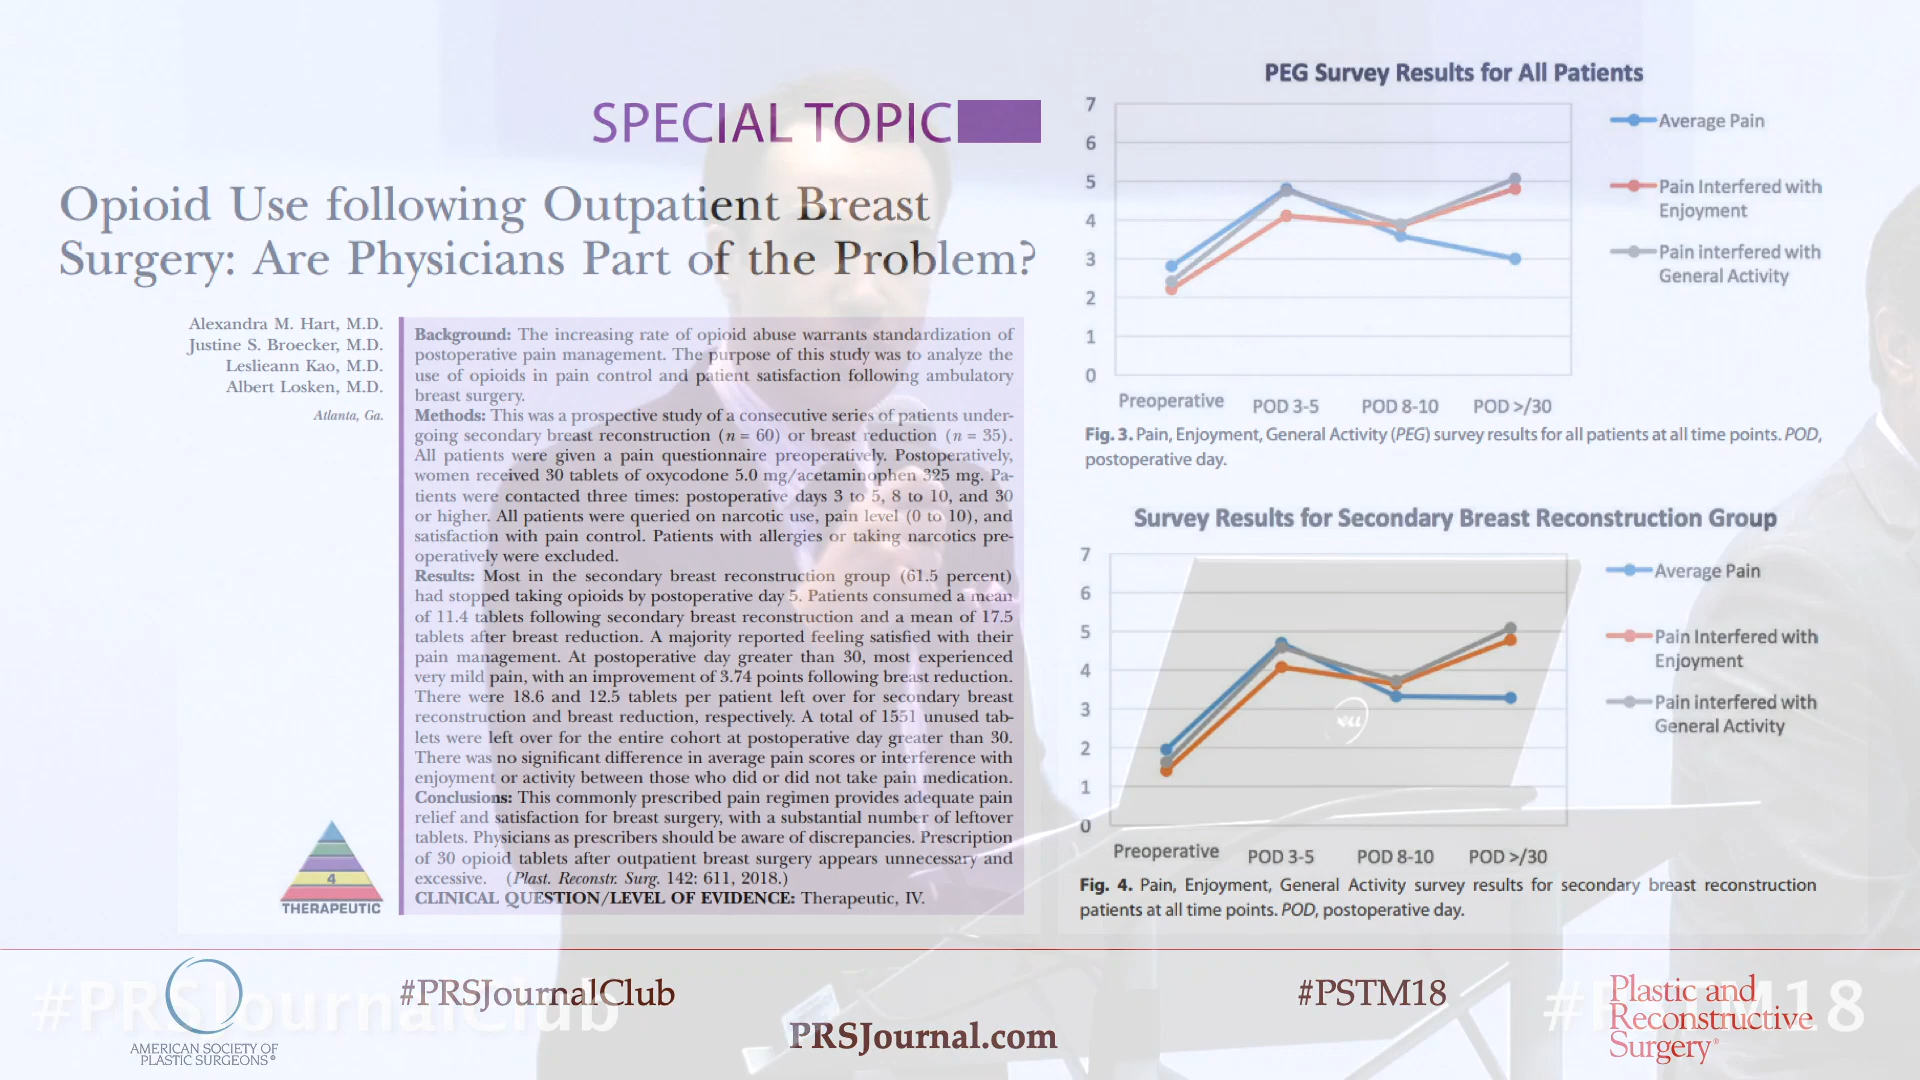 SPECIAL TOPIC
Opioid Use following Outpatient Breast
Surgery: Are Physicians Part of the Problem?
Alexandra M. Hart, M.D.
Justine S. Broecker, M.D.
Leslieann Kao, M.D.
Albert Losken, M.D.
Atlanta, Ga.
Background: The increasing rate of opioid abuse warrants standardization of
postoperative pain management. The purpose of this study was to analyze the
use of opioids in pain control and patient satisfaction following ambulatory
breast surgery.
Methods: This was a prospective study of a consecutive series of patients under-
going secondary breast reconstruction (n = 60) or breast reduction (n = 35).
All patients were given a pain questionnaire preoperatively. Postoperatively,
women received 30 tablets of oxycodone 5.0 mg/acetaminophen 325 mg. Pa-
tients were contacted three times: postoperative days 3 to 5, 8 to 10, and 30
or higher. All patients were queried on narcotic use, pain level (0 to 10), and
satisfaction with pain control. Patients with allergies or taking narcotics pre-
operatively were excluded.
Results: Most in the secondary breast reconstruction group (61.5 percent)
had stopped taking opioids by postoperative day 5. Patients consumed a mean
of 11.4 tablets following secondary breast reconstruction and a mean of 17.5
tablets after breast reduction. A majority reported feeling satisfied with their
pain management. At postoperative day greater than 30, most experienced
very mild pain, with an improvement of 3.74 points following breast reduction.
There were 18.6 and 12.5 tablets per patient left over for secondary breast
reconstruction and breast reduction, respectively. A total of 1551 unused tab-
lets were left over for the entire cohort at postoperative day greater than 30.
There was no significant difference in average pain scores or interference with
enjoyment or activity between those who did or did not take pain medication.
Conclusions: This commonly prescribed pain regimen provides adequate pain
relief and satisfaction for breast surgery, with a substantial number of leftover
tablets. Physicians as prescribers should be aware of discrepancies. Prescription
of 30 opioid tablets after outpatient breast surgery appears unnecessary and
excessive. (Plast. Reconstr. Surg. 142: 611, 2018.)
CLINICAL QUESTION/LEVEL OF EVIDENCE: Therapeutic, IV.
4
THERAPEUTIC
PEG Survey Results for All Patients
7
6
5
4
3
2
1
0
Preoperative POD 3-5 POD 8-10 POD >/30
Average Pain
Pain Interfered with
Enjoyment
Pain interfered with
General Activity
Fig. 3. Pain, Enjoyment, General Activity (PEG) survey results for all patients at all time points. POD,
postoperative day.
Survey Results for Secondary Breast Reconstruction Group
7
6
5
4
3
2
1
0
Preoperative POD 3-5 POD 8-10 POD >/30
Average Pain
Pain Interfered with
Enjoyment
Pain interfered with
General Activity
Fig. 4. Pain, Enjoyment, General Activity survey results for secondary breast reconstruction
patients at all time points. POD, postoperative day.
#PRSJournalClub
AMERICAN SOCIETY OF
PLASTIC SURGEONS®
#PRSJournalClub
PRSJournal.com
#PSTM18
#PSTM18
Plastic and
Reconstructive
Surgery®